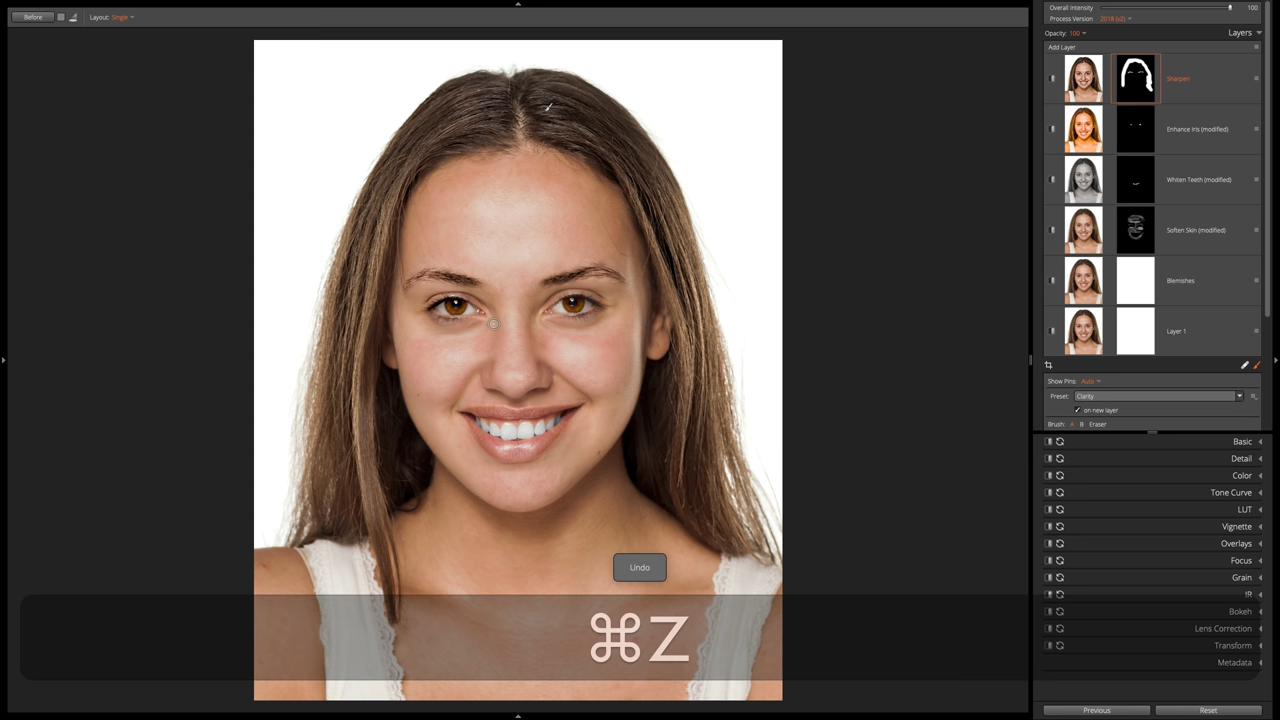 Before
Layout: Single
Overall Intensity 100
Process Version 2018 (v2)
Opacity: 100 Layers
Add Layer
Sharpen
Enhance Iris (modified)
Whiten Teeth (modified)
Soften Skin (modified)
Blemishes
Layer 1
Show Pins: Auto
Preset: Clarity
on new layer
Brush: A B Eraser
Basic
Detail
Color
Tone Curve
LUT
Vignette
Overlays
Focus
Grain
IR
Bokeh
Lens Correction
Transform
Metadata
Previous Reset
Undo
⌘Z